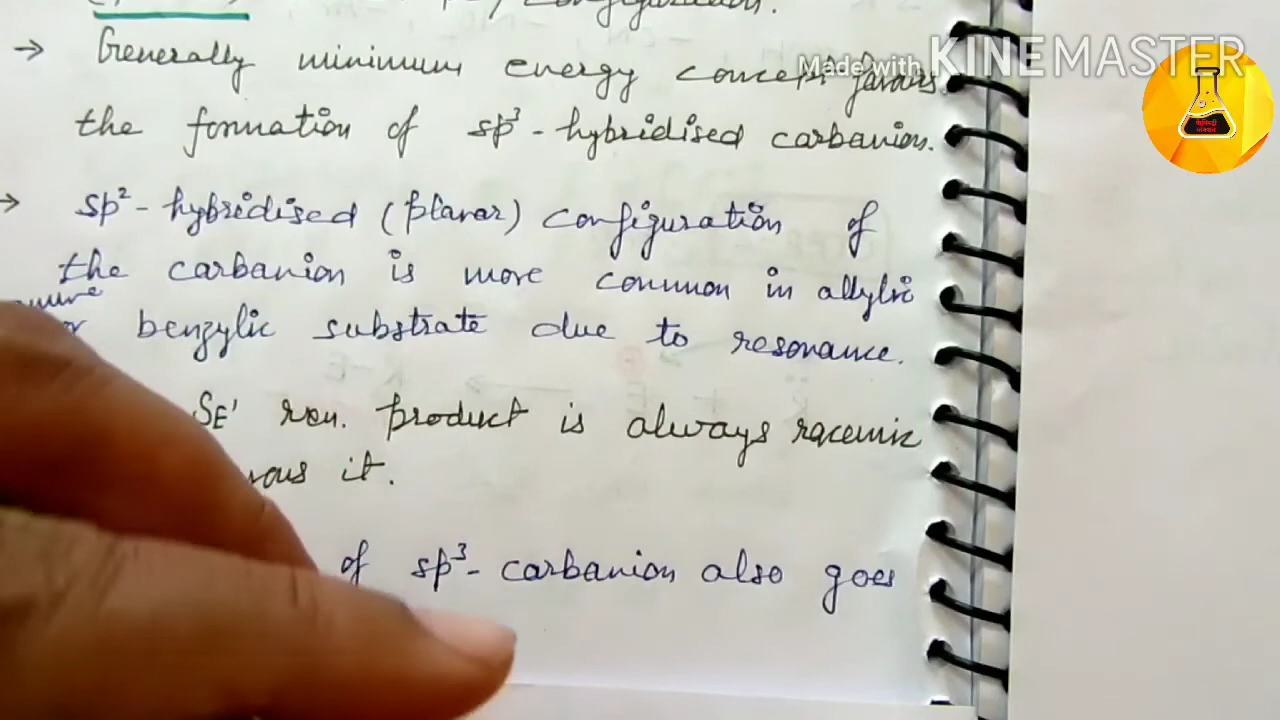 configuration.
→ Generally minimum energy concept favours
the formation of sp³-hybridised carbanion.
→ sp²-hybridised (planar) configuration of
the carbanion is more common in allylic
benzylic substrate due to resonance.
SE' rxn. product is always racemic
it.
of sp³-carbanion also goes
Made with KINEMASTER